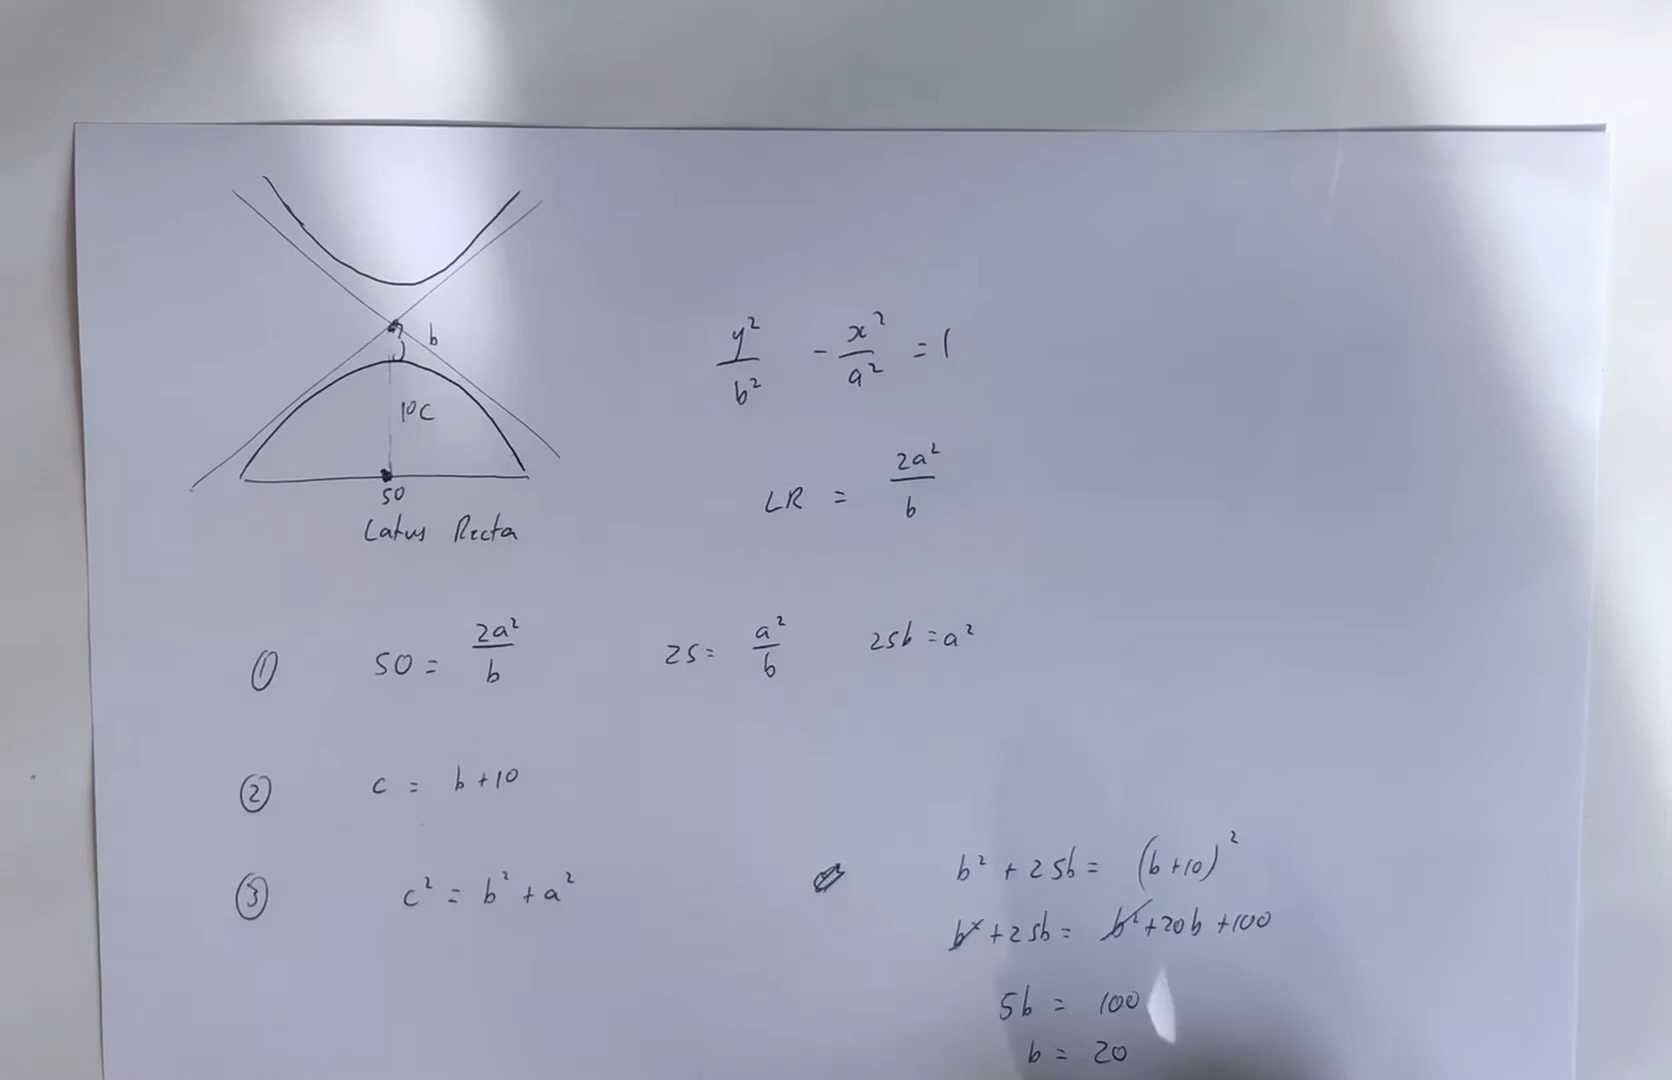 b
y²/b² - x²/a² = 1
10c
LR = 2a²/b
50
Latus Recta
① 50 = 2a²/b 25 = a²/b 25b = a²
② c = b + 10
③ c² = b² + a²
b² + 25b = (b + 10)²
b² + 25b = b² + 20b + 100
5b = 100
b = 20